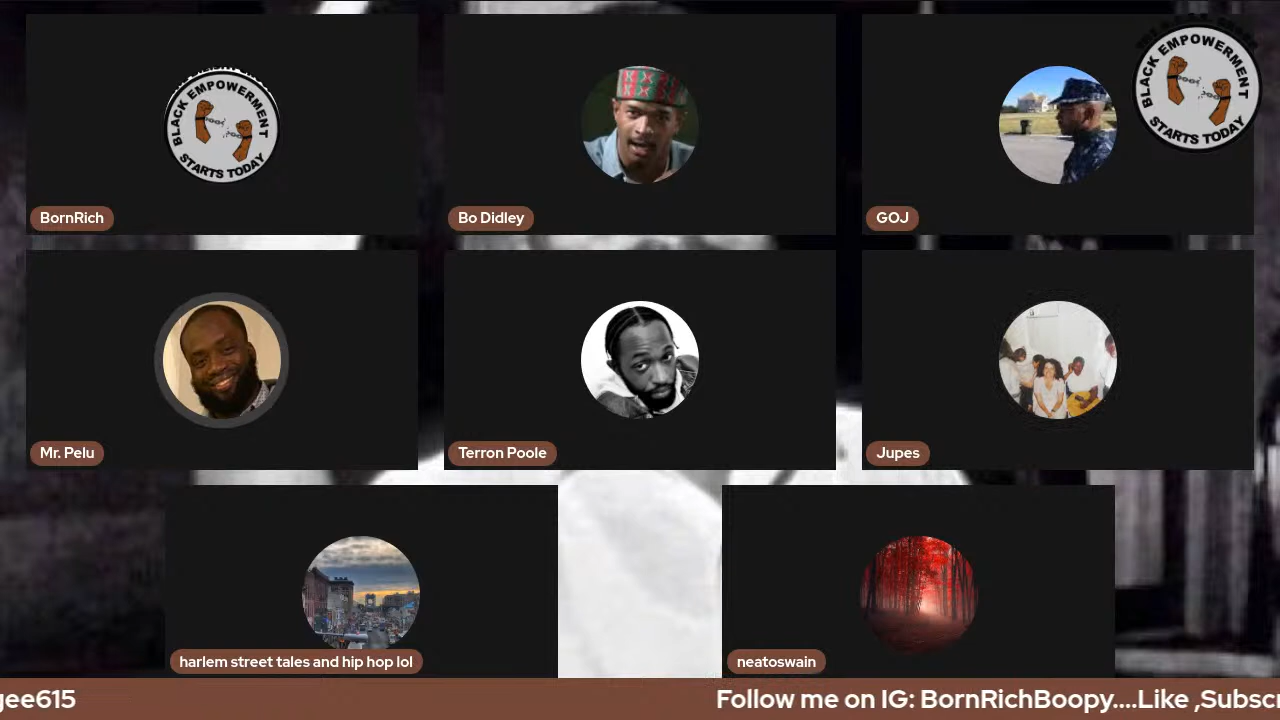 BLACK EMPOWERMENT
STARTS TODAY
BornRich
Bo Didley
GOJ
BLACK EMPOWERMENT
STARTS TODAY
Mr. Pelu
Terron Poole
Jupes
harlem street tales and hip hop lol
neatoswain
gee615
Follow me on IG: BornRichBoopy....Like ,Subscr